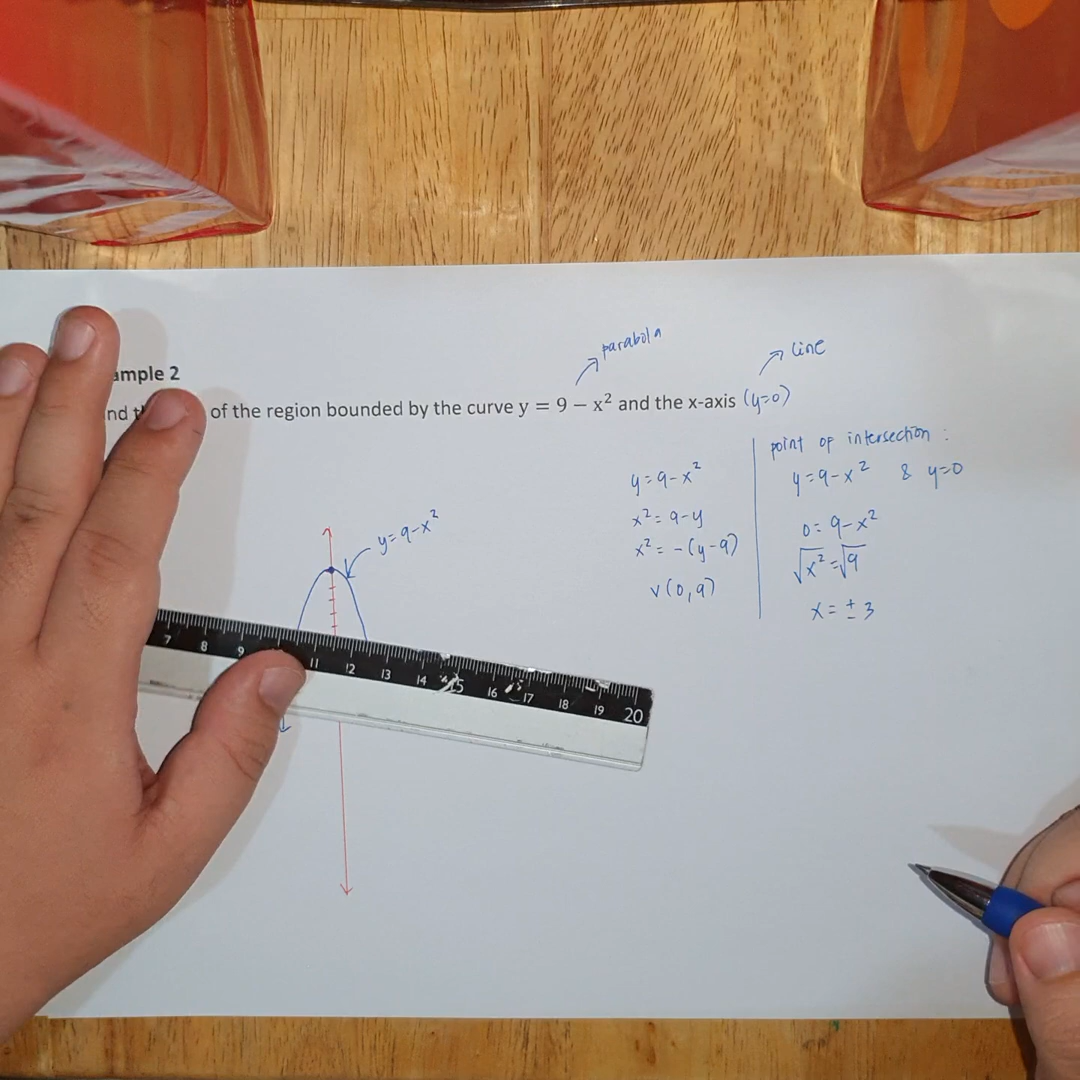 ample 2
parabola
line
nd t of the region bounded by the curve y = 9 – x² and the x-axis (y=0)
y=9-x²
x²=9-y
x²=-(y-9)
V(0,9)
point of intersection:
y=9-x² & y=0
0=9-x²
√x²=√9
x=±3
y=9-x²
7 8 9 11 12 13 14 15 16 17 18 19 20